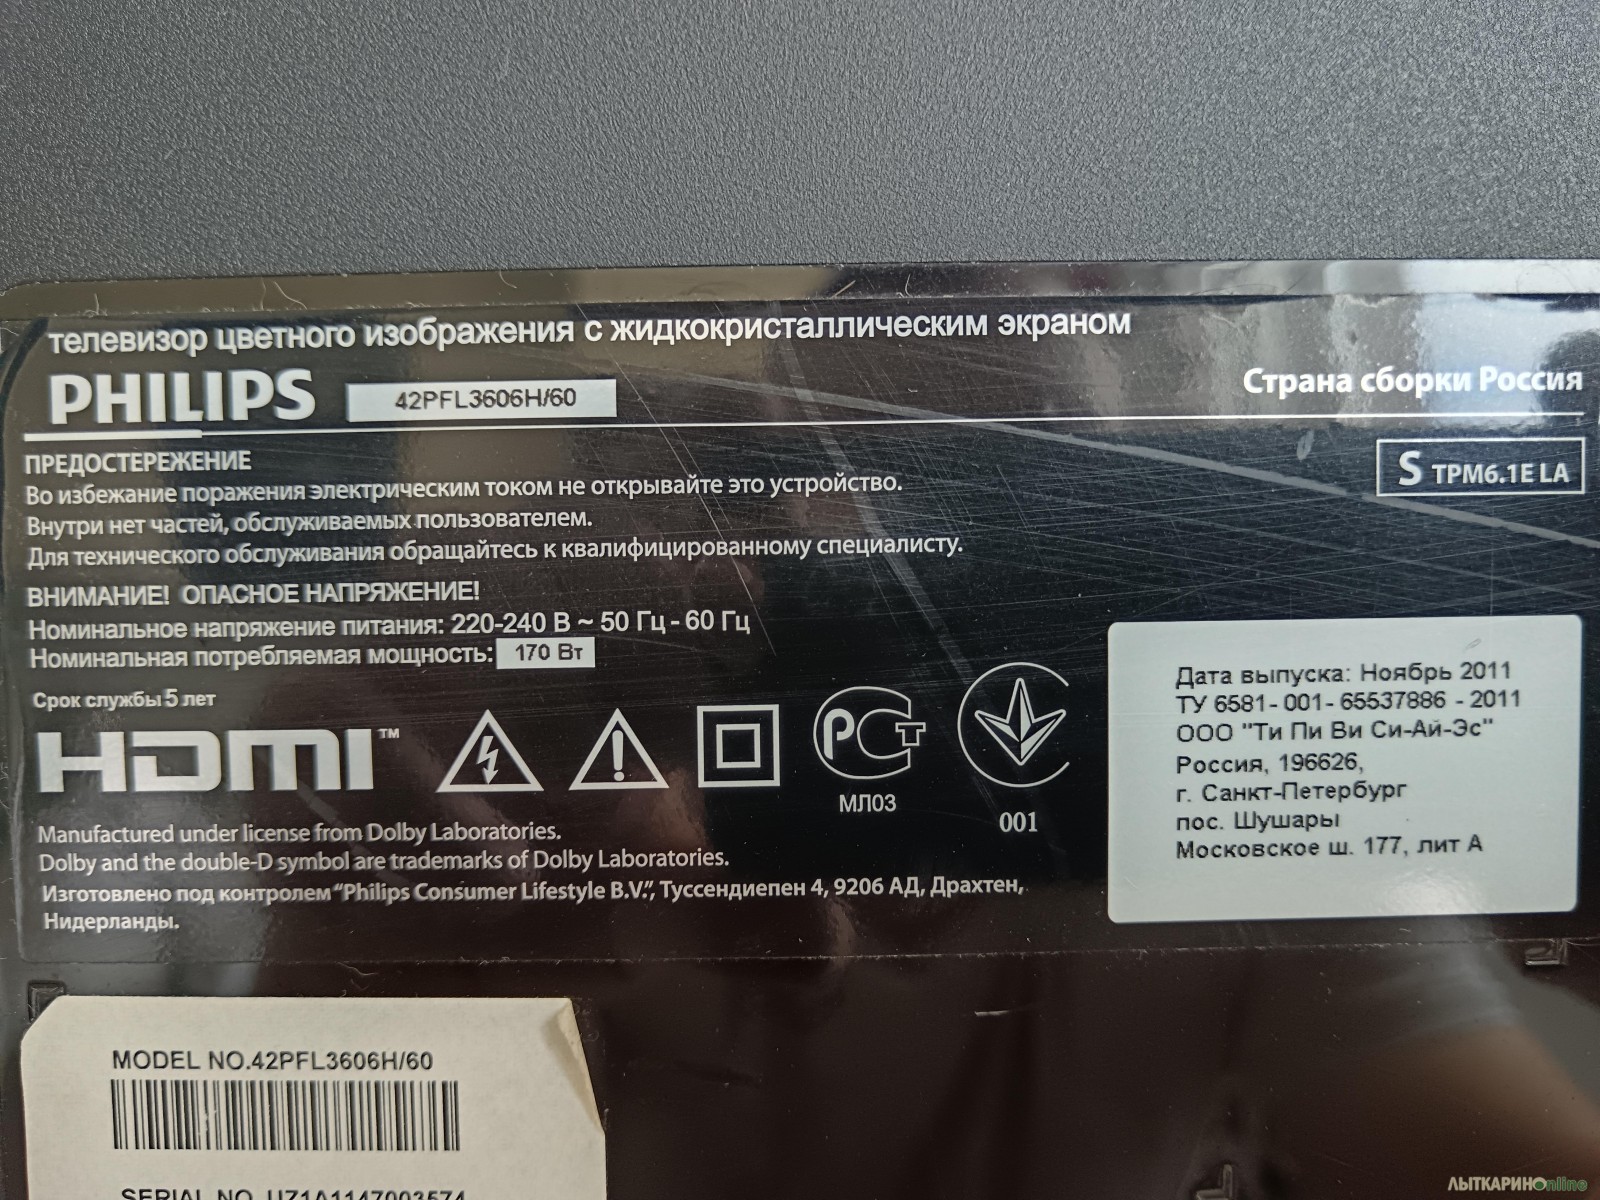 телевизор цветного изображения с жидкокристаллическим экраном
PHILIPS 42PFL3606H/60
Страна сборки Россия
ПРЕДОСТЕРЕЖЕНИЕ
S TPM6.1E LA
Во избежание поражения электрическим током не открывайте это устройство.
Внутри нет частей, обслуживаемых пользователем.
Для технического обслуживания обращайтесь к квалифицированному специалисту.
ВНИМАНИЕ! ОПАСНОЕ НАПРЯЖЕНИЕ!
Номинальное напряжение питания: 220-240 В ~ 50 Гц - 60 Гц
Номинальная потребляемая мощность: 170 Вт
Срок службы 5 лет
HDMI™
РСТ
МЛ03
001
Дата выпуска: Ноябрь 2011
ТУ 6581-001-65537886-2011
ООО "Ти Пи Ви Си-Ай-Эс"
Россия, 196626,
г. Санкт-Петербург
пос. Шушары
Московское ш. 177, лит А
Manufactured under license from Dolby Laboratories.
Dolby and the double-D symbol are trademarks of Dolby Laboratories.
Изготовлено под контролем "Philips Consumer Lifestyle B.V.", Туссендиепен 4, 9206 АД, Драхтен,
Нидерланды.
MODEL NO.42PFL3606H/60
SERIAL NO. UZ1A1147003574
ЛЫТКАРИНОonline